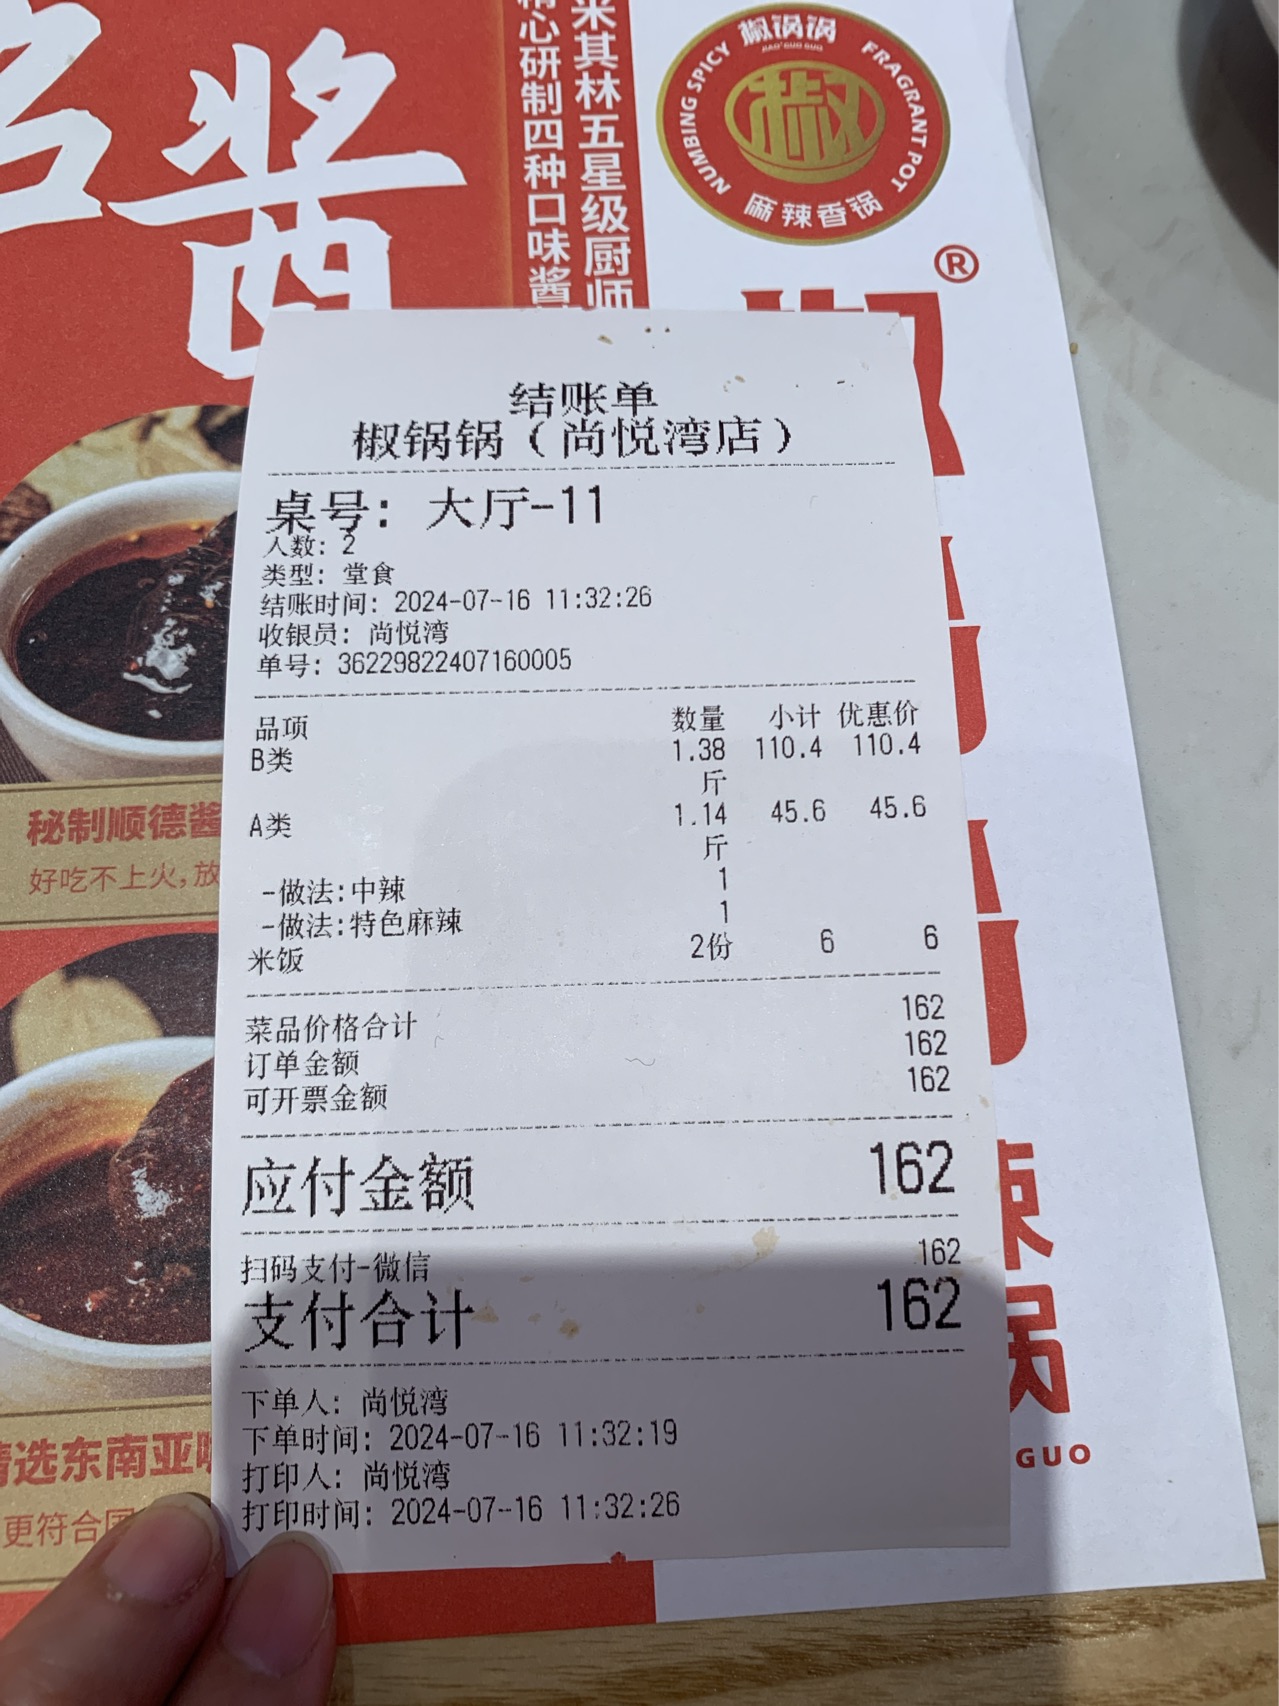 酱
米其林五星级厨师
精心研制四种口味酱
椒锅锅
JIAO GUO GUO
NUMBING SPICY
FRAGRANT POT
椒
麻辣香锅
®
结账单
椒锅锅（尚悦湾店）
桌号: 大厅-11
人数: 2
类型: 堂食
结账时间: 2024-07-16 11:32:26
收银员: 尚悦湾
单号: 36229822407160005
品项 数量 小计 优惠价
B类 1.38 110.4 110.4
斤
A类 1.14 45.6 45.6
斤
-做法:中辣 1
-做法:特色麻辣 1
米饭 2份 6 6
菜品价格合计 162
订单金额 162
可开票金额 162
应付金额 162
扫码支付-微信 162
支付合计 162
下单人: 尚悦湾
下单时间: 2024-07-16 11:32:19
打印人: 尚悦湾
打印时间: 2024-07-16 11:32:26
秘制顺德酱
好吃不上火,放
精选东南亚
更符合国
GUO